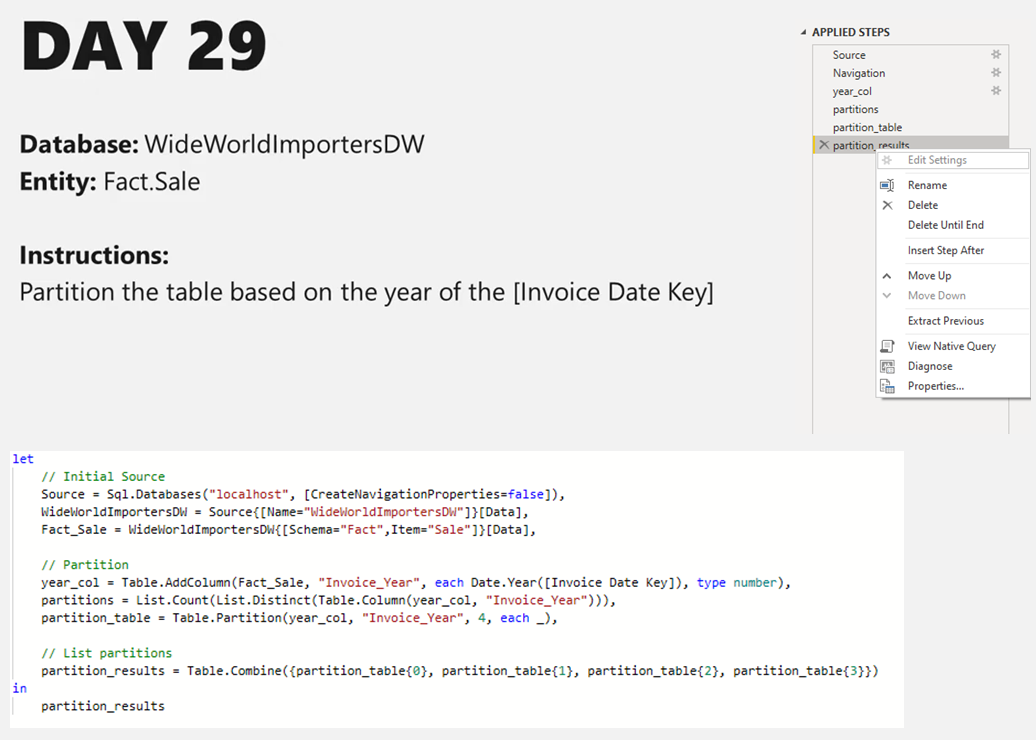 DAY 29
Database: WideWorldImportersDW
Entity: Fact.Sale
Instructions:
Partition the table based on the year of the [Invoice Date Key]
APPLIED STEPS
Source
Navigation
year_col
partitions
partition_table
partition_results
Edit Settings
Rename
Delete
Delete Until End
Insert Step After
Move Up
Move Down
Extract Previous
View Native Query
Diagnose
Properties...
let
// Initial Source
Source = Sql.Databases("localhost", [CreateNavigationProperties=false]),
WideWorldImportersDW = Source{[Name="WideWorldImportersDW"]}[Data],
Fact_Sale = WideWorldImportersDW{[Schema="Fact",Item="Sale"]}[Data],
// Partition
year_col = Table.AddColumn(Fact_Sale, "Invoice_Year", each Date.Year([Invoice Date Key]), type number),
partitions = List.Count(List.Distinct(Table.Column(year_col, "Invoice_Year"))),
partition_table = Table.Partition(year_col, "Invoice_Year", 4, each _),
// List partitions
partition_results = Table.Combine({partition_table{0}, partition_table{1}, partition_table{2}, partition_table{3}})
in
partition_results